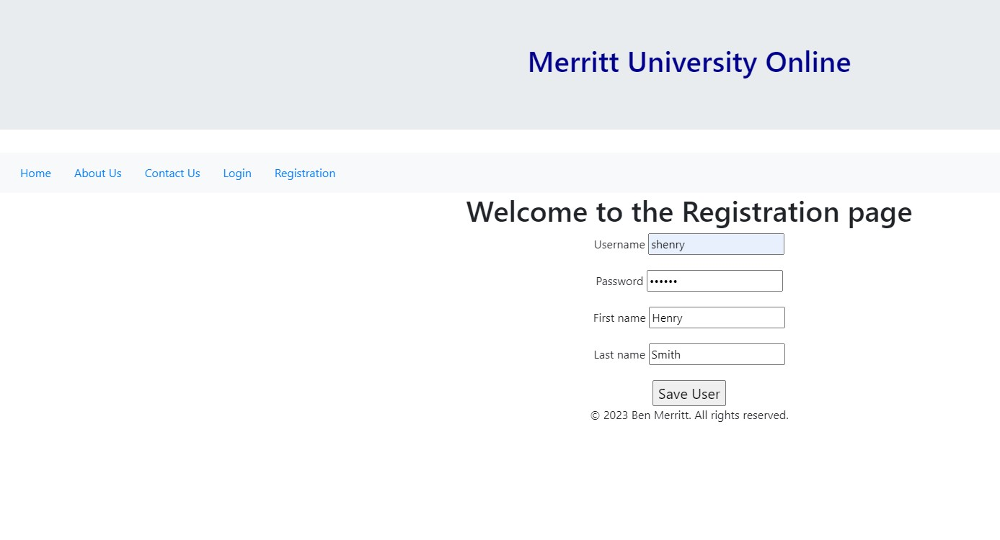 Merritt University Online
Home About Us Contact Us Login Registration
Welcome to the Registration page
Username shenry
Password ••••••
First name Henry
Last name Smith
Save User
© 2023 Ben Merritt. All rights reserved.